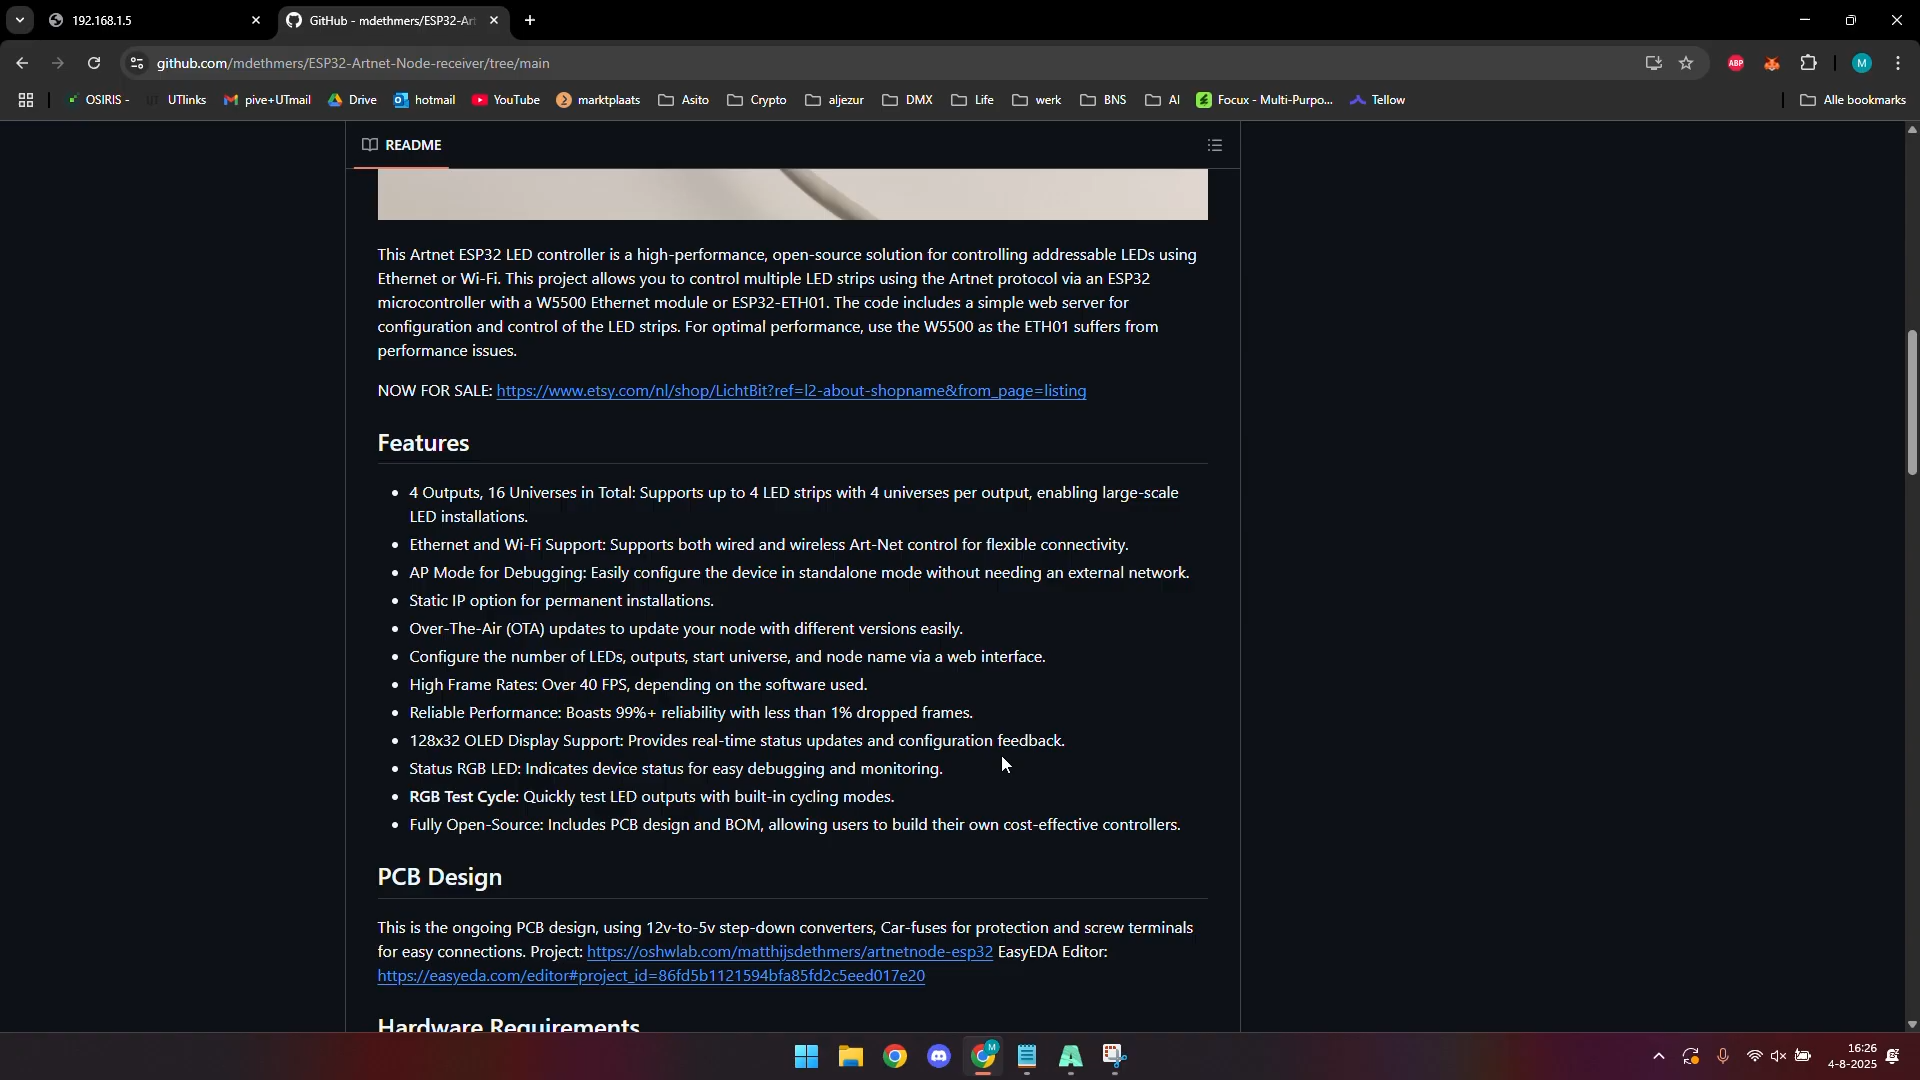 192.168.1.5
GitHub - mdethmers/ESP32-Art
github.com/mdethmers/ESP32-Artnet-Node-receiver/tree/main
ABP
M
OSIRIS -
UTlinks
pive+UTmail
Drive
hotmail
YouTube
marktplaats
Asito
Crypto
aljezur
DMX
Life
werk
BNS
AI
Focux - Multi-Purpo...
Tellow
Alle bookmarks
README
This Artnet ESP32 LED controller is a high-performance, open-source solution for controlling addressable LEDs using
Ethernet or Wi-Fi. This project allows you to control multiple LED strips using the Artnet protocol via an ESP32
microcontroller with a W5500 Ethernet module or ESP32-ETH01. The code includes a simple web server for
configuration and control of the LED strips. For optimal performance, use the W5500 as the ETH01 suffers from
performance issues.
NOW FOR SALE: https://www.etsy.com/nl/shop/LichtBit?ref=l2-about-shopname&from_page=listing
Features
• 4 Outputs, 16 Universes in Total: Supports up to 4 LED strips with 4 universes per output, enabling large-scale
LED installations.
• Ethernet and Wi-Fi Support: Supports both wired and wireless Art-Net control for flexible connectivity.
• AP Mode for Debugging: Easily configure the device in standalone mode without needing an external network.
• Static IP option for permanent installations.
• Over-The-Air (OTA) updates to update your node with different versions easily.
• Configure the number of LEDs, outputs, start universe, and node name via a web interface.
• High Frame Rates: Over 40 FPS, depending on the software used.
• Reliable Performance: Boasts 99%+ reliability with less than 1% dropped frames.
• 128x32 OLED Display Support: Provides real-time status updates and configuration feedback.
• Status RGB LED: Indicates device status for easy debugging and monitoring.
• RGB Test Cycle: Quickly test LED outputs with built-in cycling modes.
• Fully Open-Source: Includes PCB design and BOM, allowing users to build their own cost-effective controllers.
PCB Design
This is the ongoing PCB design, using 12v-to-5v step-down converters, Car-fuses for protection and screw terminals
for easy connections. Project: https://oshwlab.com/matthijsdethmers/artnetnode-esp32 EasyEDA Editor:
https://easyeda.com/editor#project_id=86fd5b1121594bfa85fd2c5eed017e20
Hardware Requirements
M
16:26
4-8-2025